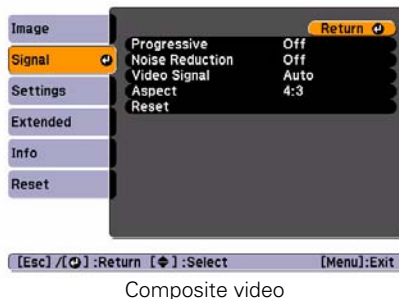 Image
Signal
Settings
Extended
Info
Reset
Return
Progressive Off
Noise Reduction Off
Video Signal Auto
Aspect 4:3
Reset
[Esc] /[⏎] :Return [◆] :Select [Menu]:Exit
Composite video